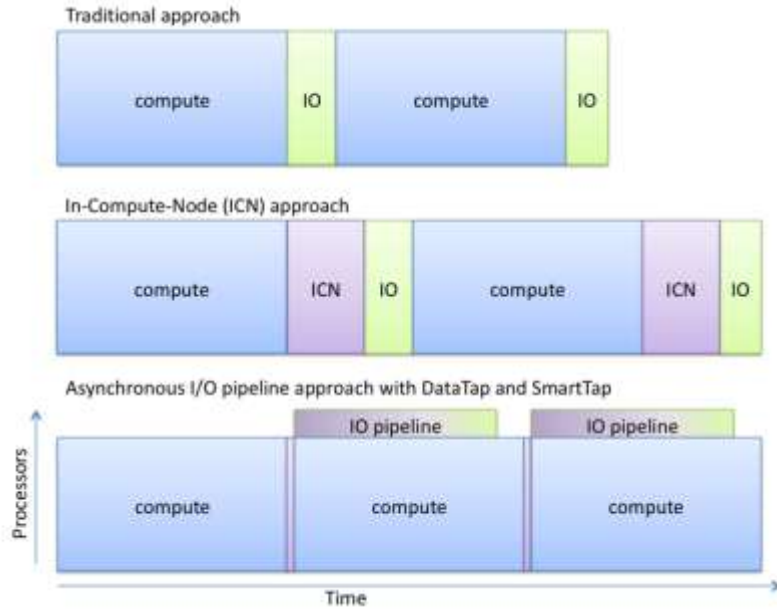 Traditional approach
compute IO compute IO
In-Compute-Node (ICN) approach
compute ICN IO compute ICN IO
Asynchronous I/O pipeline approach with DataTap and SmartTap
IO pipeline IO pipeline
compute compute compute
Processors
Time